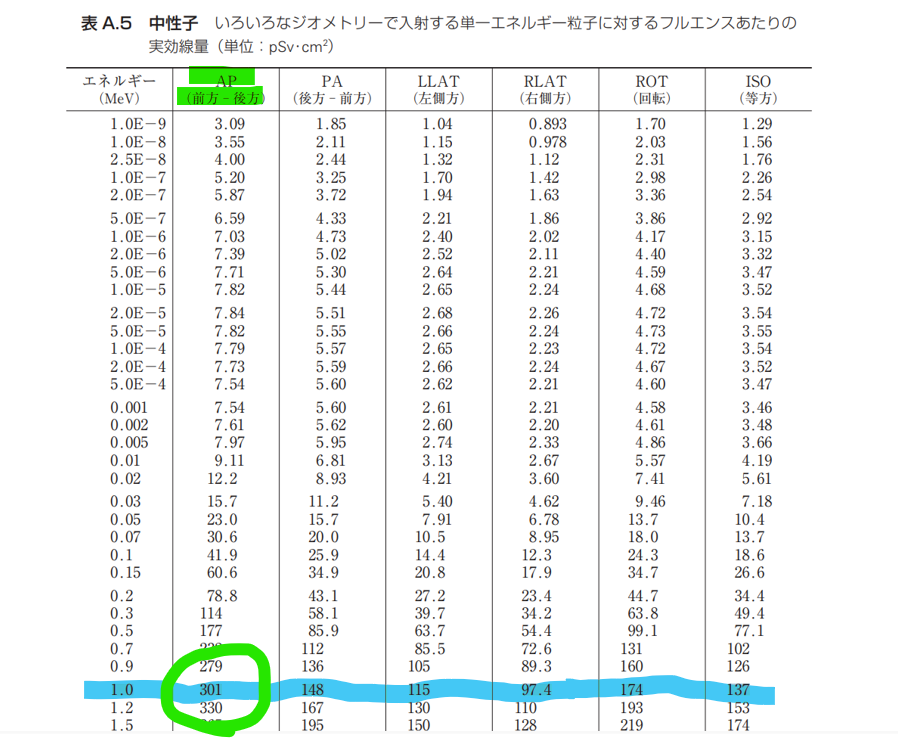 表 A.5 中性子 いろいろなジオメトリーで入射する単一エネルギー粒子に対するフルエンスあたりの
実効線量（単位：pSv·cm²）
エネルギー AP PA LLAT RLAT ROT ISO
（MeV） （前方－後方） （後方－前方） （左側方） （右側方） （回転） （等方）
1.0E−9 3.09 1.85 1.04 0.893 1.70 1.29
1.0E−8 3.55 2.11 1.15 0.978 2.03 1.56
2.5E−8 4.00 2.44 1.32 1.12 2.31 1.76
1.0E−7 5.20 3.25 1.70 1.42 2.98 2.26
2.0E−7 5.87 3.72 1.94 1.63 3.36 2.54
5.0E−7 6.59 4.33 2.21 1.86 3.86 2.92
1.0E−6 7.03 4.73 2.40 2.02 4.17 3.15
2.0E−6 7.39 5.02 2.52 2.11 4.40 3.32
5.0E−6 7.71 5.30 2.64 2.21 4.59 3.47
1.0E−5 7.82 5.44 2.65 2.24 4.68 3.52
2.0E−5 7.84 5.51 2.68 2.26 4.72 3.54
5.0E−5 7.82 5.55 2.66 2.24 4.73 3.55
1.0E−4 7.79 5.57 2.65 2.23 4.72 3.54
2.0E−4 7.73 5.59 2.66 2.24 4.67 3.52
5.0E−4 7.54 5.60 2.62 2.21 4.60 3.47
0.001 7.54 5.60 2.61 2.21 4.58 3.46
0.002 7.61 5.62 2.60 2.20 4.61 3.48
0.005 7.97 5.95 2.74 2.33 4.86 3.66
0.01 9.11 6.81 3.13 2.67 5.57 4.19
0.02 12.2 8.93 4.21 3.60 7.41 5.61
0.03 15.7 11.2 5.40 4.62 9.46 7.18
0.05 23.0 15.7 7.91 6.78 13.7 10.4
0.07 30.6 20.0 10.5 8.95 18.0 13.7
0.1 41.9 25.9 14.4 12.3 24.3 18.6
0.15 60.6 34.9 20.8 17.9 34.7 26.6
0.2 78.8 43.1 27.2 23.4 44.7 34.4
0.3 114 58.1 39.7 34.2 63.8 49.4
0.5 177 85.9 63.7 54.4 99.1 77.1
0.7 112 85.5 72.6 131 102
0.9 279 136 105 89.3 160 126
1.0 301 148 115 97.4 174 137
1.2 330 167 130 110 193 153
1.5 195 150 128 219 174